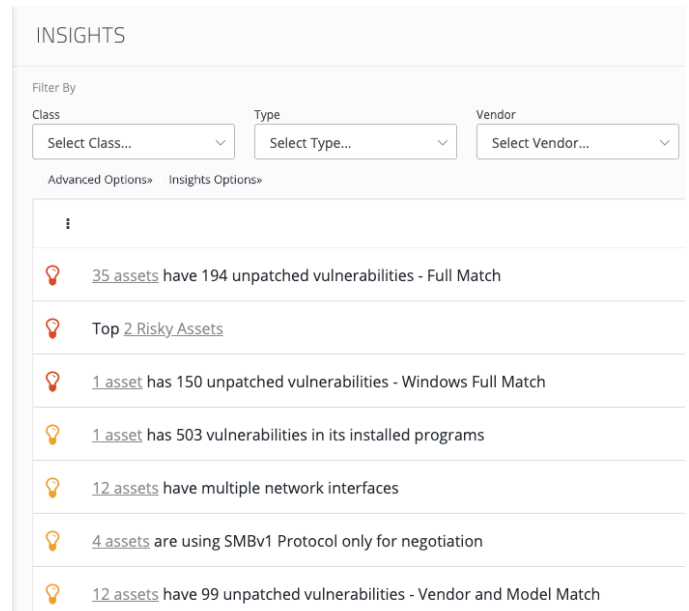 INSIGHTS
Filter By
Class Type Vendor
Select Class... Select Type... Select Vendor...
Advanced Options» Insights Options»
35 assets have 194 unpatched vulnerabilities - Full Match
Top 2 Risky Assets
1 asset has 150 unpatched vulnerabilities - Windows Full Match
1 asset has 503 vulnerabilities in its installed programs
12 assets have multiple network interfaces
4 assets are using SMBv1 Protocol only for negotiation
12 assets have 99 unpatched vulnerabilities - Vendor and Model Match